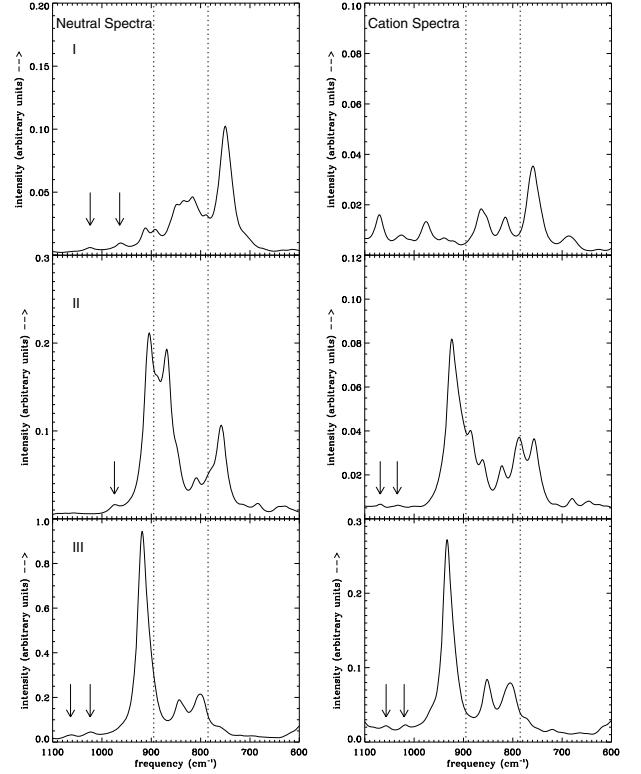 Neutral Spectra
Cation Spectra
I
0.20
0.15
0.10
0.05
intensity (arbitrary units) -->
0.10
0.08
0.06
0.04
0.02
intensity (arbitrary units) -->
II
0.3
0.2
0.1
intensity (arbitrary units) -->
0.12
0.10
0.08
0.06
0.04
0.02
intensity (arbitrary units) -->
III
1.0
0.8
0.6
0.4
0.2
0.0
intensity (arbitrary units) -->
0.3
0.2
0.1
0.0
intensity (arbitrary units) -->
1100 1000 900 800 700 600
frequency (cm⁻¹)
1100 1000 900 800 700 600
frequency (cm⁻¹)